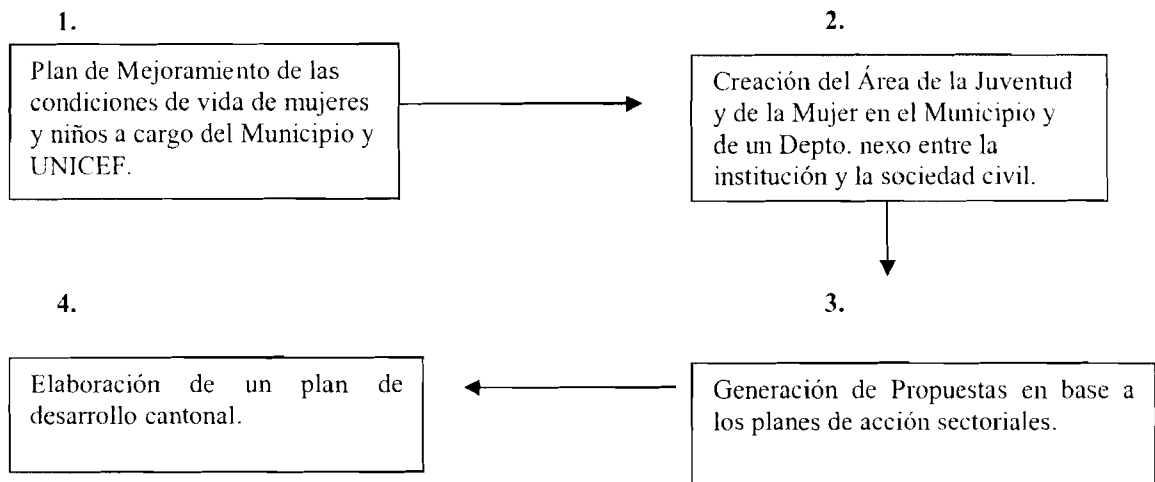 1.
Plan de Mejoramiento de las
condiciones de vida de mujeres
y niños a cargo del Municipio y
UNICEF.
2.
Creación del Área de la Juventud
y de la Mujer en el Municipio y
de un Depto. nexo entre la
institución y la sociedad civil.
3.
Generación de Propuestas en base a
los planes de acción sectoriales.
4.
Elaboración de un plan de
desarrollo cantonal.